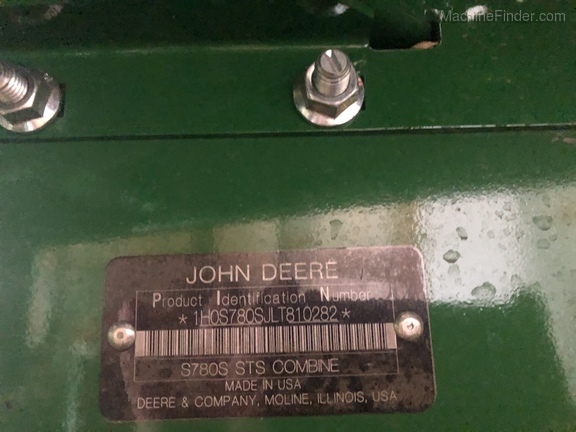 MachineFinder.com
JOHN DEERE
Product Identification Number
*1H0S780SJLT810282*
S780S STS COMBINE
MADE IN USA
DEERE & COMPANY, MOLINE, ILLINOIS, USA